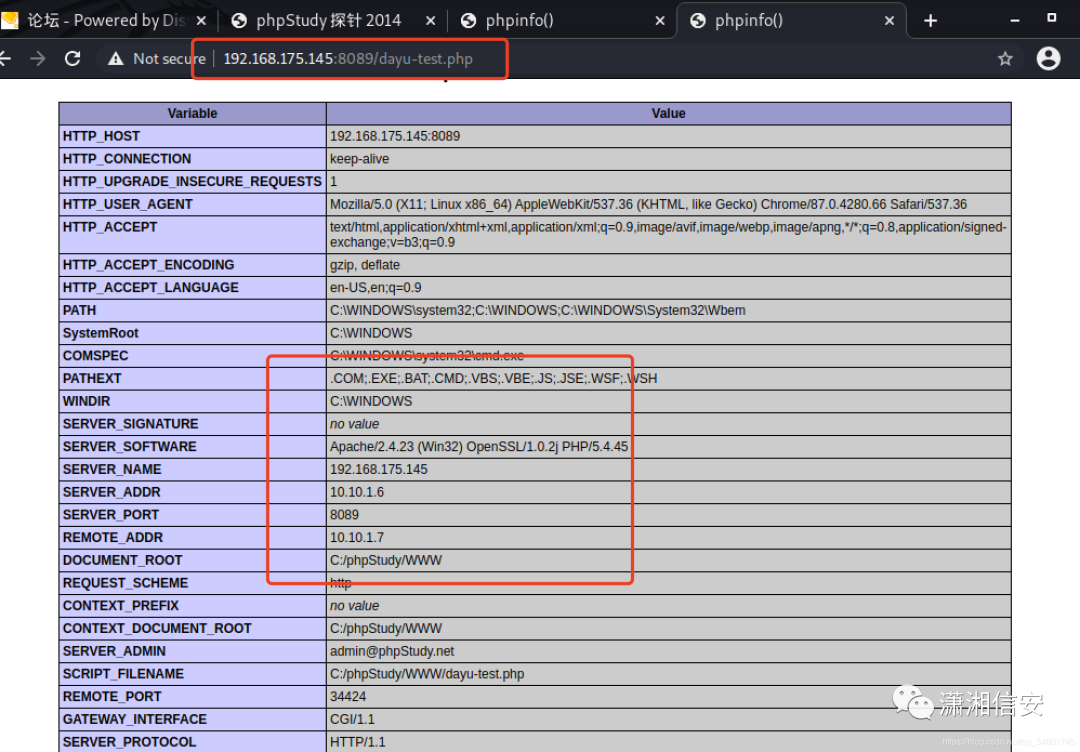 论坛 - Powered by Dis
phpStudy 探针 2014
phpinfo()
phpinfo()
Not secure
192.168.175.145:8089/dayu-test.php
Variable Value
HTTP_HOST 192.168.175.145:8089
HTTP_CONNECTION keep-alive
HTTP_UPGRADE_INSECURE_REQUESTS 1
HTTP_USER_AGENT Mozilla/5.0 (X11; Linux x86_64) AppleWebKit/537.36 (KHTML, like Gecko) Chrome/87.0.4280.66 Safari/537.36
HTTP_ACCEPT text/html,application/xhtml+xml,application/xml;q=0.9,image/avif,image/webp,image/apng,*/*;q=0.8,application/signed-
exchange;v=b3;q=0.9
HTTP_ACCEPT_ENCODING gzip, deflate
HTTP_ACCEPT_LANGUAGE en-US,en;q=0.9
PATH C:\WINDOWS\system32;C:\WINDOWS;C:\WINDOWS\System32\Wbem
SystemRoot C:\WINDOWS
COMSPEC C:\WINDOWS\system32\cmd.exe
PATHEXT .COM;.EXE;.BAT;.CMD;.VBS;.VBE;.JS;.JSE;.WSF;.WSH
WINDIR C:\WINDOWS
SERVER_SIGNATURE no value
SERVER_SOFTWARE Apache/2.4.23 (Win32) OpenSSL/1.0.2j PHP/5.4.45
SERVER_NAME 192.168.175.145
SERVER_ADDR 10.10.1.6
SERVER_PORT 8089
REMOTE_ADDR 10.10.1.7
DOCUMENT_ROOT C:/phpStudy/WWW
REQUEST_SCHEME http
CONTEXT_PREFIX no value
CONTEXT_DOCUMENT_ROOT C:/phpStudy/WWW
SERVER_ADMIN admin@phpStudy.net
SCRIPT_FILENAME C:/phpStudy/WWW/dayu-test.php
REMOTE_PORT 34424
GATEWAY_INTERFACE CGI/1.1
SERVER_PROTOCOL HTTP/1.1
潇湘信安